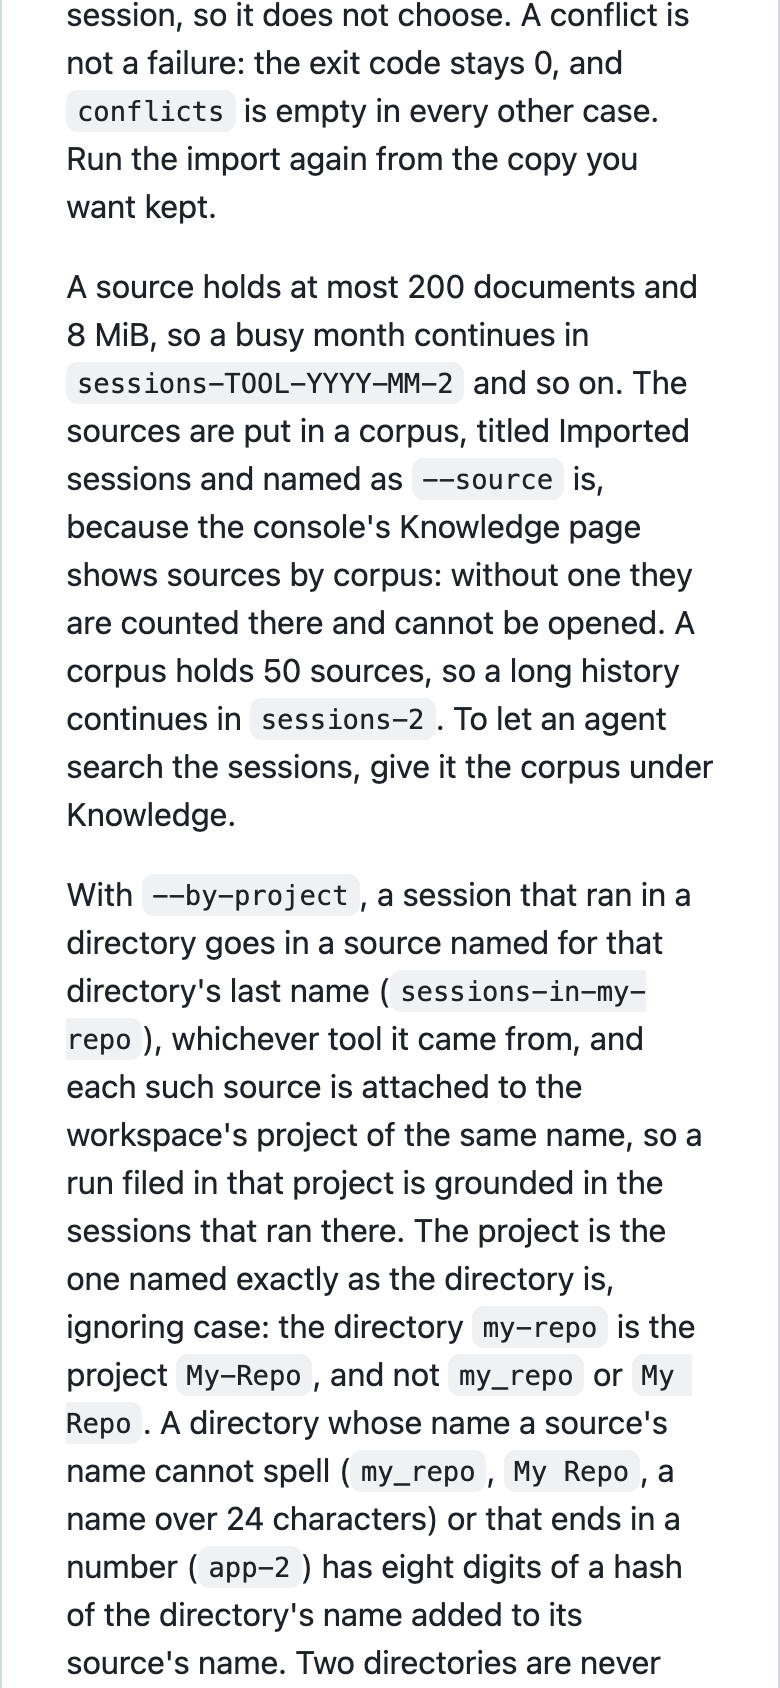 session, so it does not choose. A conflict is
not a failure: the exit code stays 0, and
conflicts is empty in every other case.
Run the import again from the copy you
want kept.
A source holds at most 200 documents and
8 MiB, so a busy month continues in
sessions-TOOL-YYYY-MM-2 and so on. The
sources are put in a corpus, titled Imported
sessions and named as --source is,
because the console's Knowledge page
shows sources by corpus: without one they
are counted there and cannot be opened. A
corpus holds 50 sources, so a long history
continues in sessions-2. To let an agent
search the sessions, give it the corpus under
Knowledge.
With --by-project, a session that ran in a
directory goes in a source named for that
directory's last name (sessions-in-my-
repo), whichever tool it came from, and
each such source is attached to the
workspace's project of the same name, so a
run filed in that project is grounded in the
sessions that ran there. The project is the
one named exactly as the directory is,
ignoring case: the directory my-repo is the
project My-Repo, and not my_repo or My
Repo. A directory whose name a source's
name cannot spell (my_repo, My Repo, a
name over 24 characters) or that ends in a
number (app-2) has eight digits of a hash
of the directory's name added to its
source's name. Two directories are never